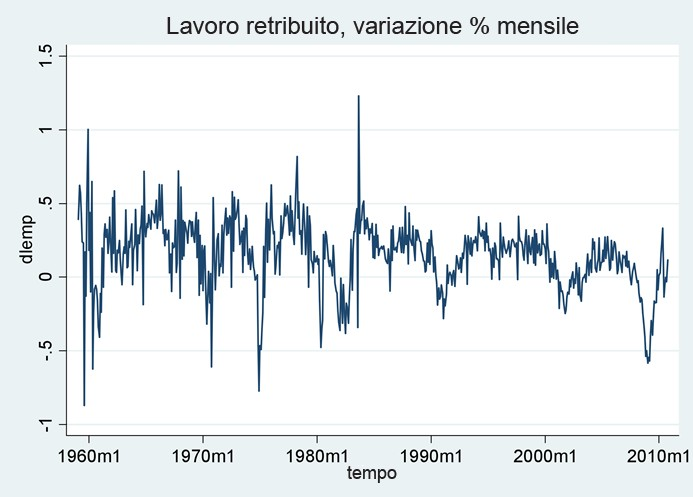 Lavoro retribuito, variazione % mensile
dlemp
1.5
1
.5
0
-.5
-1
1960m1 1970m1 1980m1 1990m1 2000m1 2010m1
tempo